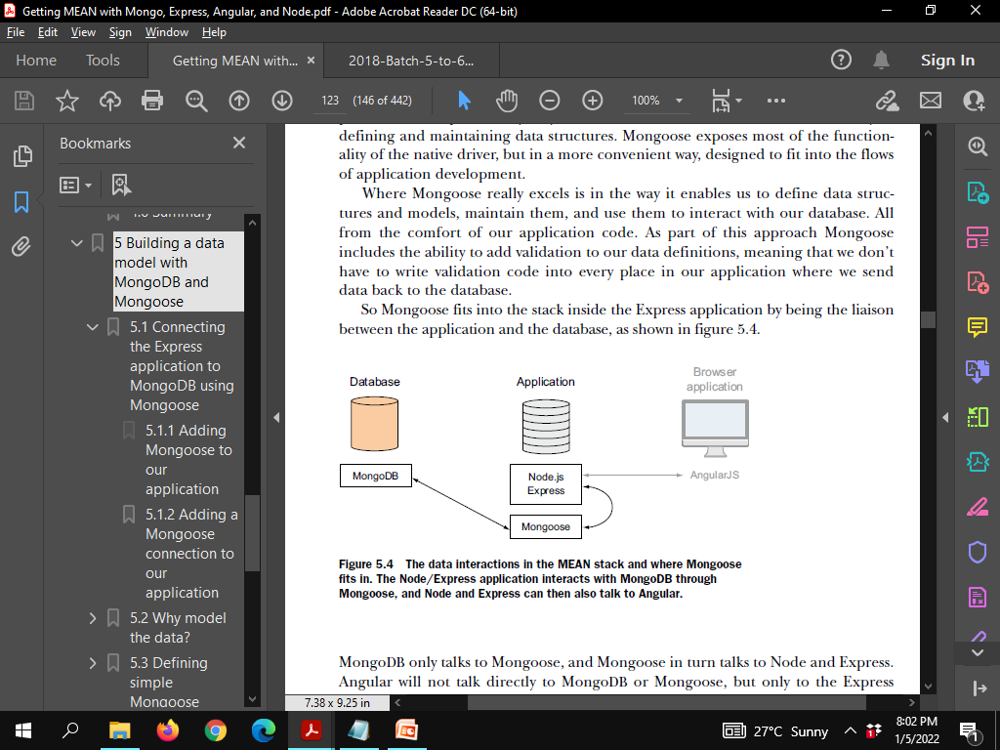 Getting MEAN with Mongo, Express, Angular, and Node.pdf - Adobe Acrobat Reader DC (64-bit)
File Edit View Sign Window Help
Home Tools Getting MEAN with... × 2018-Batch-5-to-6... Sign In
123 (146 of 442) 100%
Bookmarks
5 Building a data
model with
MongoDB and
Mongoose
5.1 Connecting
the Express
application to
MongoDB using
Mongoose
5.1.1 Adding
Mongoose to
our
application
5.1.2 Adding a
Mongoose
connection to
our
application
5.2 Why model
the data?
5.3 Defining
simple
Mongoose
defining and maintaining data structures. Mongoose exposes most of the function-
ality of the native driver, but in a more convenient way, designed to fit into the flows
of application development.
Where Mongoose really excels is in the way it enables us to define data struc-
tures and models, maintain them, and use them to interact with our database. All
from the comfort of our application code. As part of this approach Mongoose
includes the ability to add validation to our data definitions, meaning that we don't
have to write validation code into every place in our application where we send
data back to the database.
So Mongoose fits into the stack inside the Express application by being the liaison
between the application and the database, as shown in figure 5.4.
Database
Application
Browser
application
MongoDB
Node.js
Express
AngularJS
Mongoose
Figure 5.4 The data interactions in the MEAN stack and where Mongoose
fits in. The Node/Express application interacts with MongoDB through
Mongoose, and Node and Express can then also talk to Angular.
MongoDB only talks to Mongoose, and Mongoose in turn talks to Node and Express.
Angular will not talk directly to MongoDB or Mongoose, but only to the Express
7.38 x 9.25 in
27°C Sunny
8:02 PM
1/5/2022
1